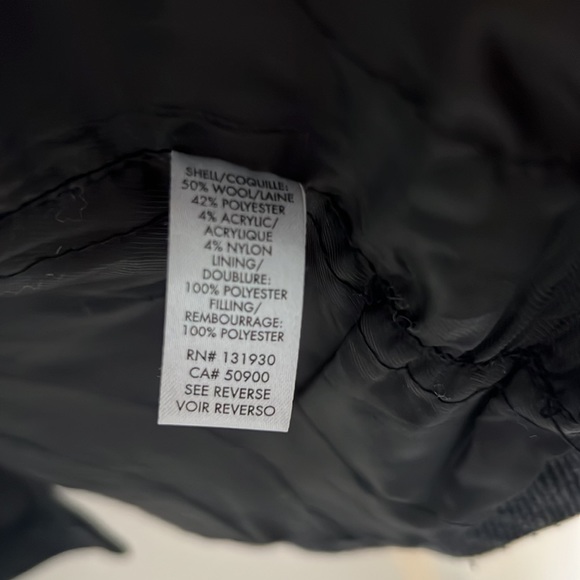 SHELL/COQUILLE:
50% WOOL/LAINE
42% POLYESTER
4% ACRYLIC/
ACRYLIQUE
4% NYLON
LINING/
DOUBLURE:
100% POLYESTER
FILLING/
REMBOURRAGE:
100% POLYESTER
RN# 131930
CA# 50900
SEE REVERSE
VOIR REVERSO